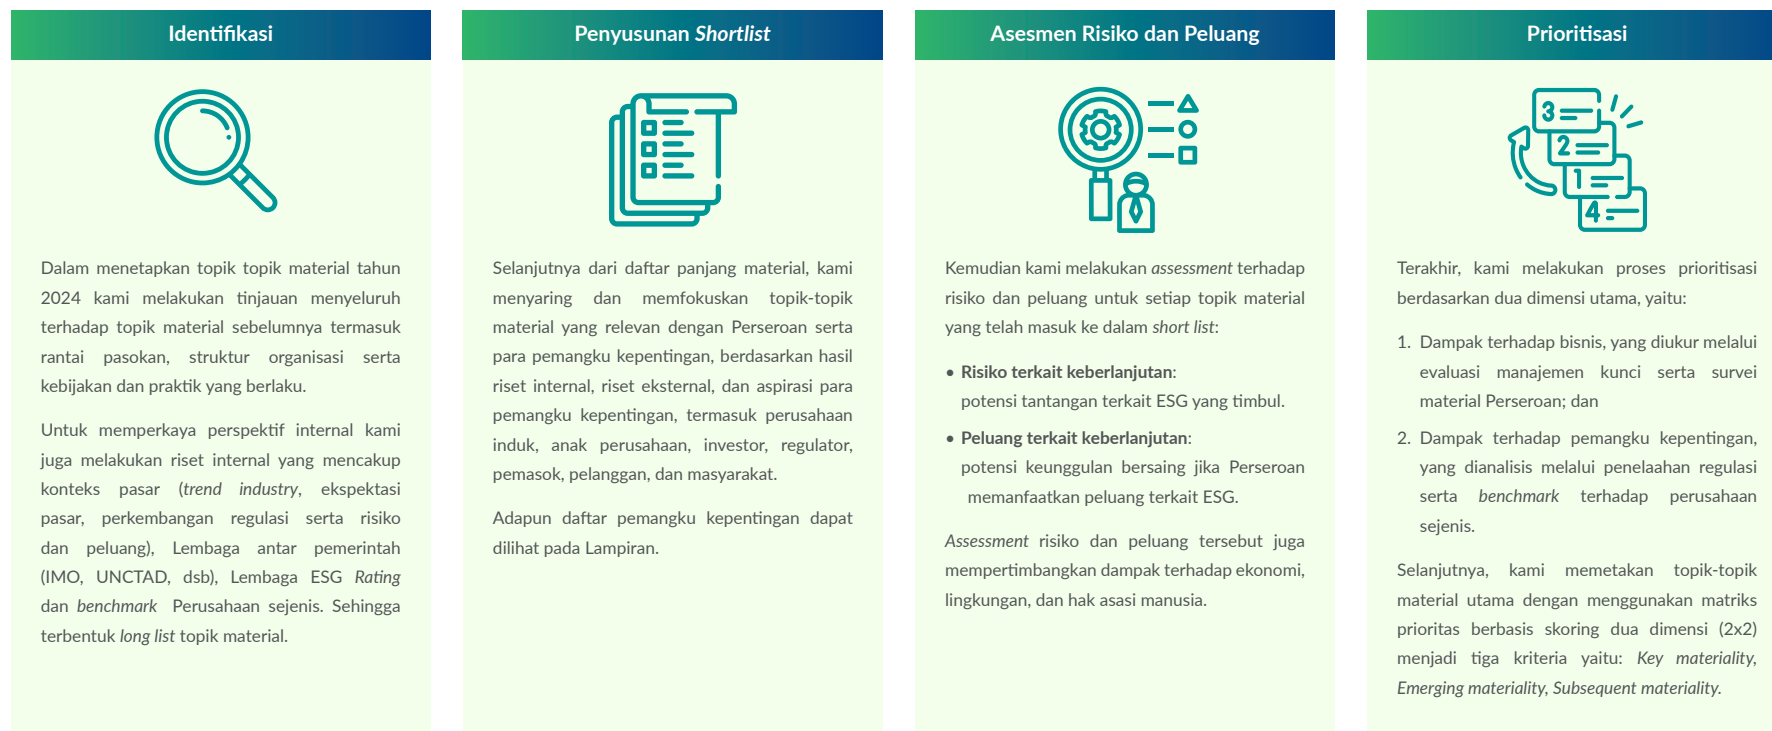 Identifikasi
Dalam menetapkan topik topik material tahun
2024 kami melakukan tinjauan menyeluruh
terhadap topik material sebelumnya termasuk
rantai pasokan, struktur organisasi serta
kebijakan dan praktik yang berlaku.
Untuk memperkaya perspektif internal kami
juga melakukan riset internal yang mencakup
konteks pasar (trend industry, ekspektasi
pasar, perkembangan regulasi serta risiko
dan peluang), Lembaga antar pemerintah
(IMO, UNCTAD, dsb), Lembaga ESG Rating
dan benchmark Perusahaan sejenis. Sehingga
terbentuk long list topik material.
Penyusunan Shortlist
Selanjutnya dari daftar panjang material, kami
menyaring dan memfokuskan topik-topik
material yang relevan dengan Perseroan serta
para pemangku kepentingan, berdasarkan hasil
riset internal, riset eksternal, dan aspirasi para
pemangku kepentingan, termasuk perusahaan
induk, anak perusahaan, investor, regulator,
pemasok, pelanggan, dan masyarakat.
Adapun daftar pemangku kepentingan dapat
dilihat pada Lampiran.
Asesmen Risiko dan Peluang
Kemudian kami melakukan assessment terhadap
risiko dan peluang untuk setiap topik material
yang telah masuk ke dalam short list:
• Risiko terkait keberlanjutan:
potensi tantangan terkait ESG yang timbul.
• Peluang terkait keberlanjutan:
potensi keunggulan bersaing jika Perseroan
memanfaatkan peluang terkait ESG.
Assessment risiko dan peluang tersebut juga
mempertimbangkan dampak terhadap ekonomi,
lingkungan, dan hak asasi manusia.
Prioritisasi
3
2
1
4
Terakhir, kami melakukan proses prioritisasi
berdasarkan dua dimensi utama, yaitu:
1. Dampak terhadap bisnis, yang diukur melalui
evaluasi manajemen kunci serta survei
material Perseroan; dan
2. Dampak terhadap pemangku kepentingan,
yang dianalisis melalui penelaahan regulasi
serta benchmark terhadap perusahaan
sejenis.
Selanjutnya, kami memetakan topik-topik
material utama dengan menggunakan matriks
prioritas berbasis skoring dua dimensi (2x2)
menjadi tiga kriteria yaitu: Key materiality,
Emerging materiality, Subsequent materiality.